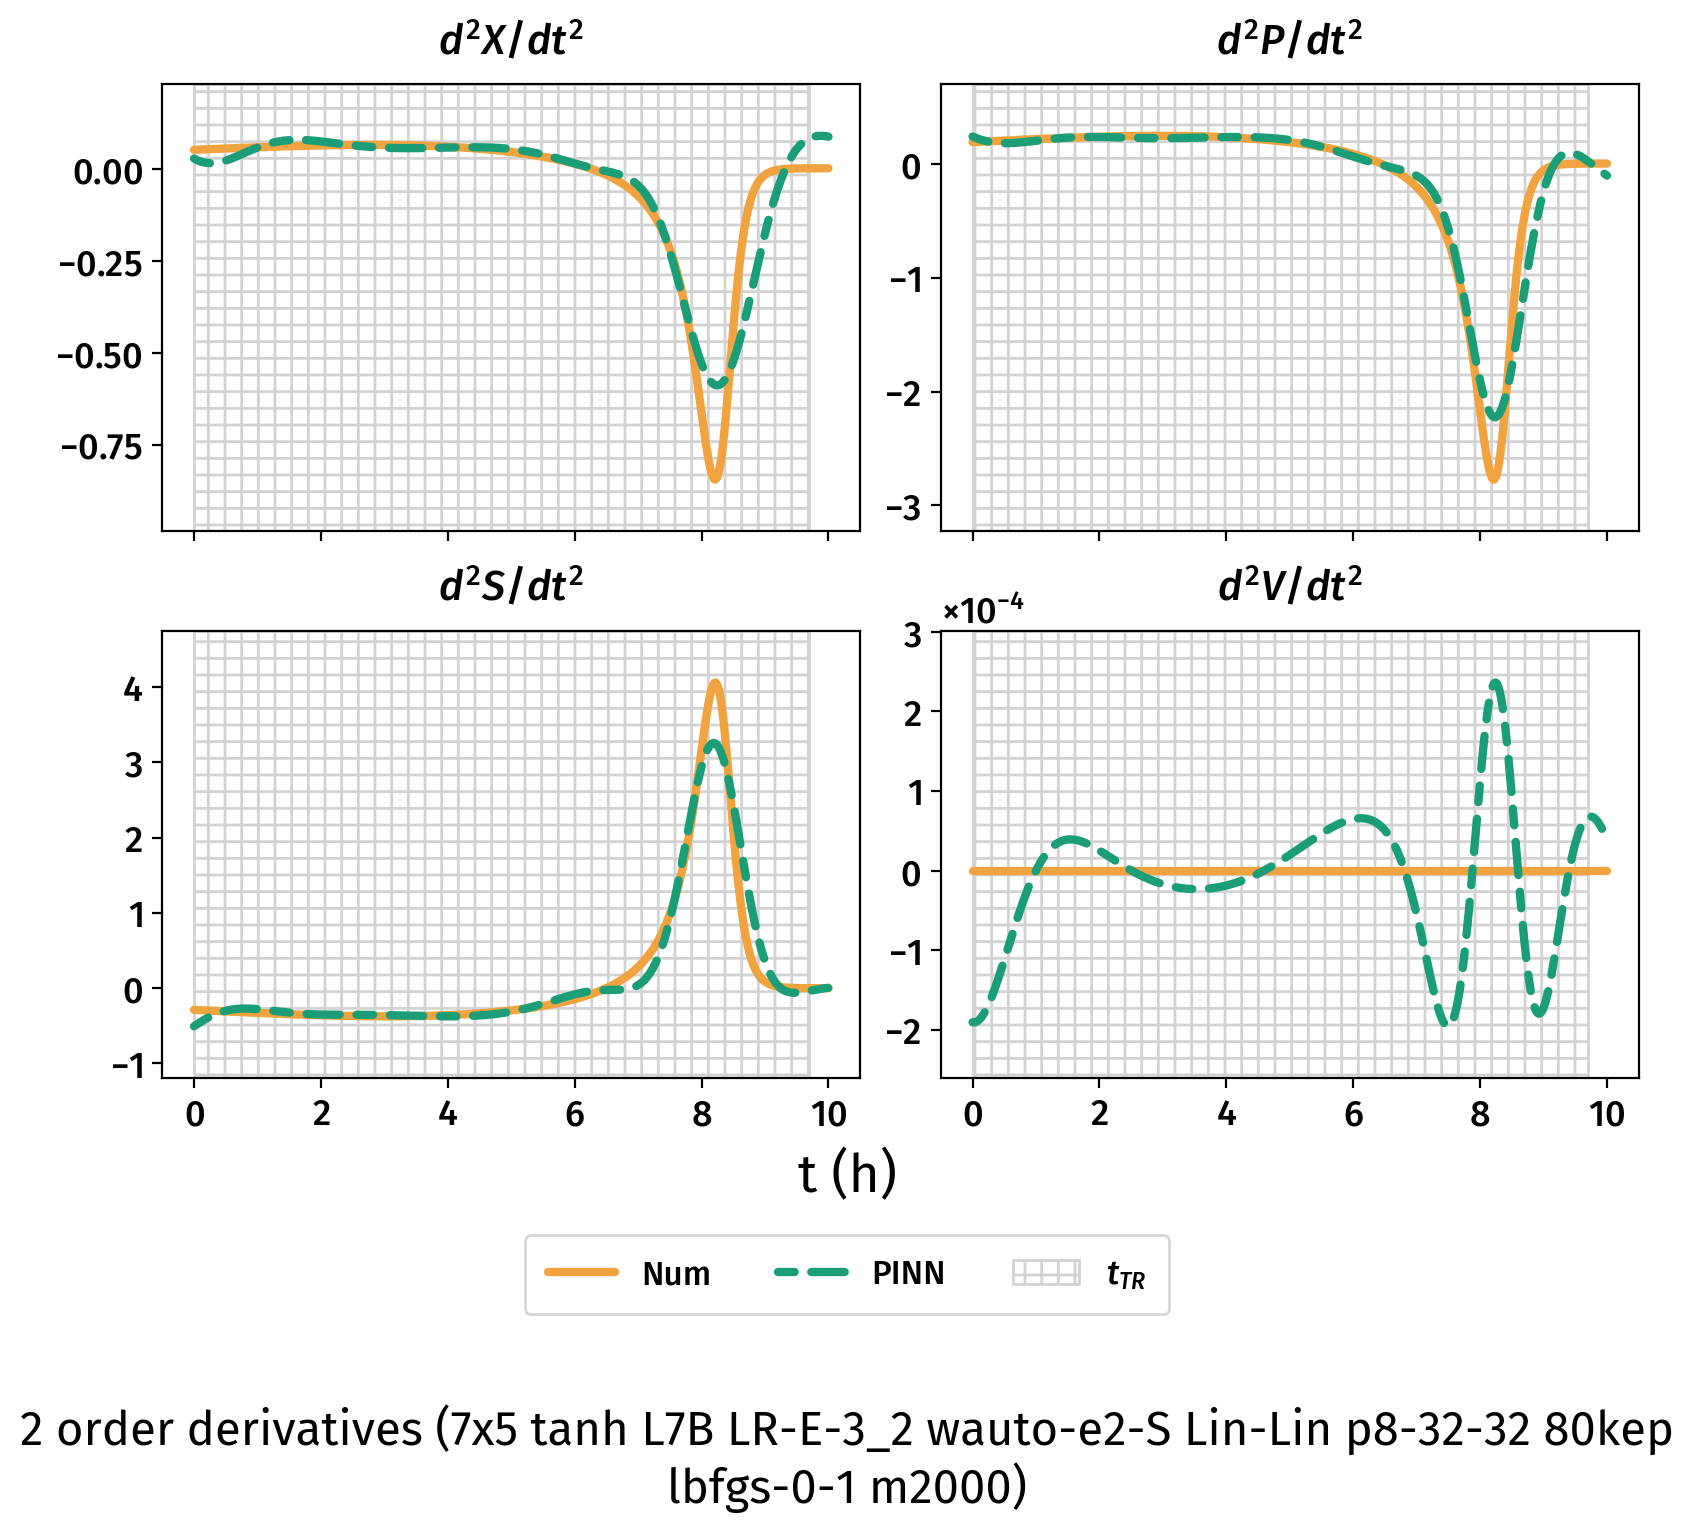 d²X/dt²
d²P/dt²
0.00
−0.25
−0.50
−0.75
0
−1
−2
−3
d²S/dt²
d²V/dt²
×10⁻⁴
4
3
2
1
0
−1
3
2
1
0
−1
−2
0 2 4 6 8 10
0 2 4 6 8 10
t (h)
Num PINN t_TR
2 order derivatives (7x5 tanh L7B LR-E-3_2 wauto-e2-S Lin-Lin p8-32-32 80kep
lbfgs-0-1 m2000)